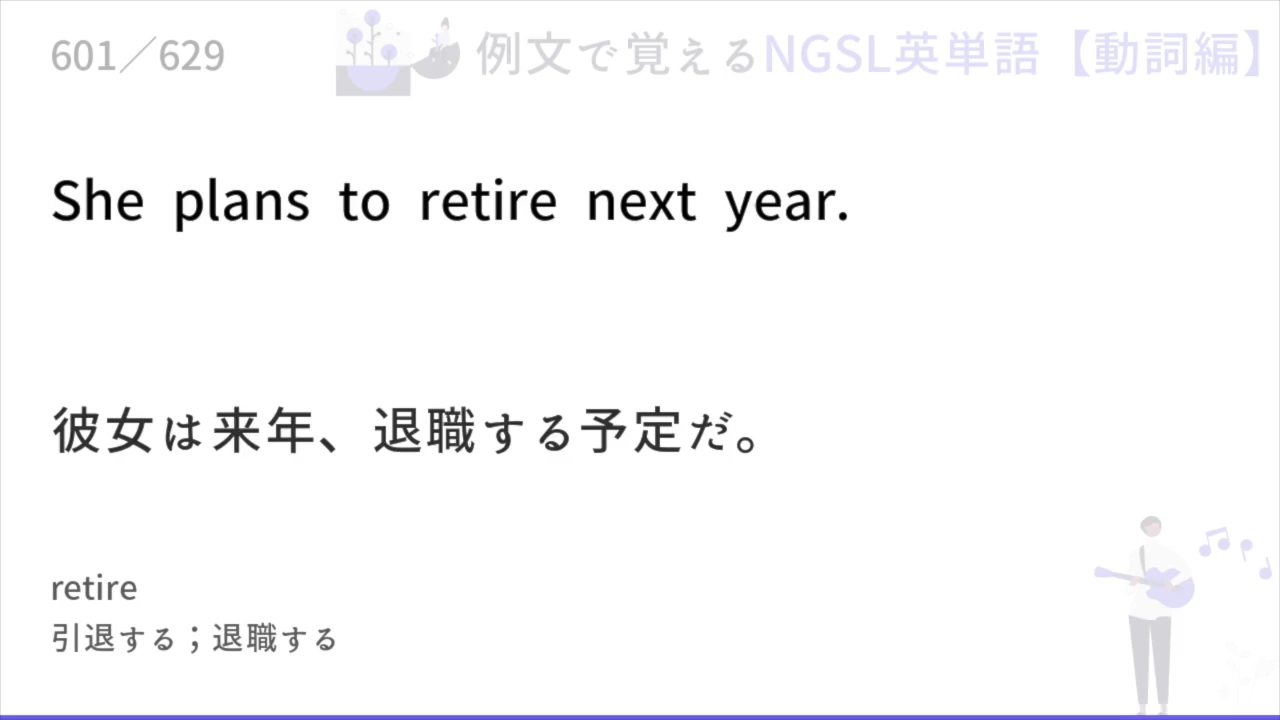 601／629
例文で覚えるNGSL英単語【動詞編】
She plans to retire next year.
彼女は来年、退職する予定だ。
retire
引退する；退職する